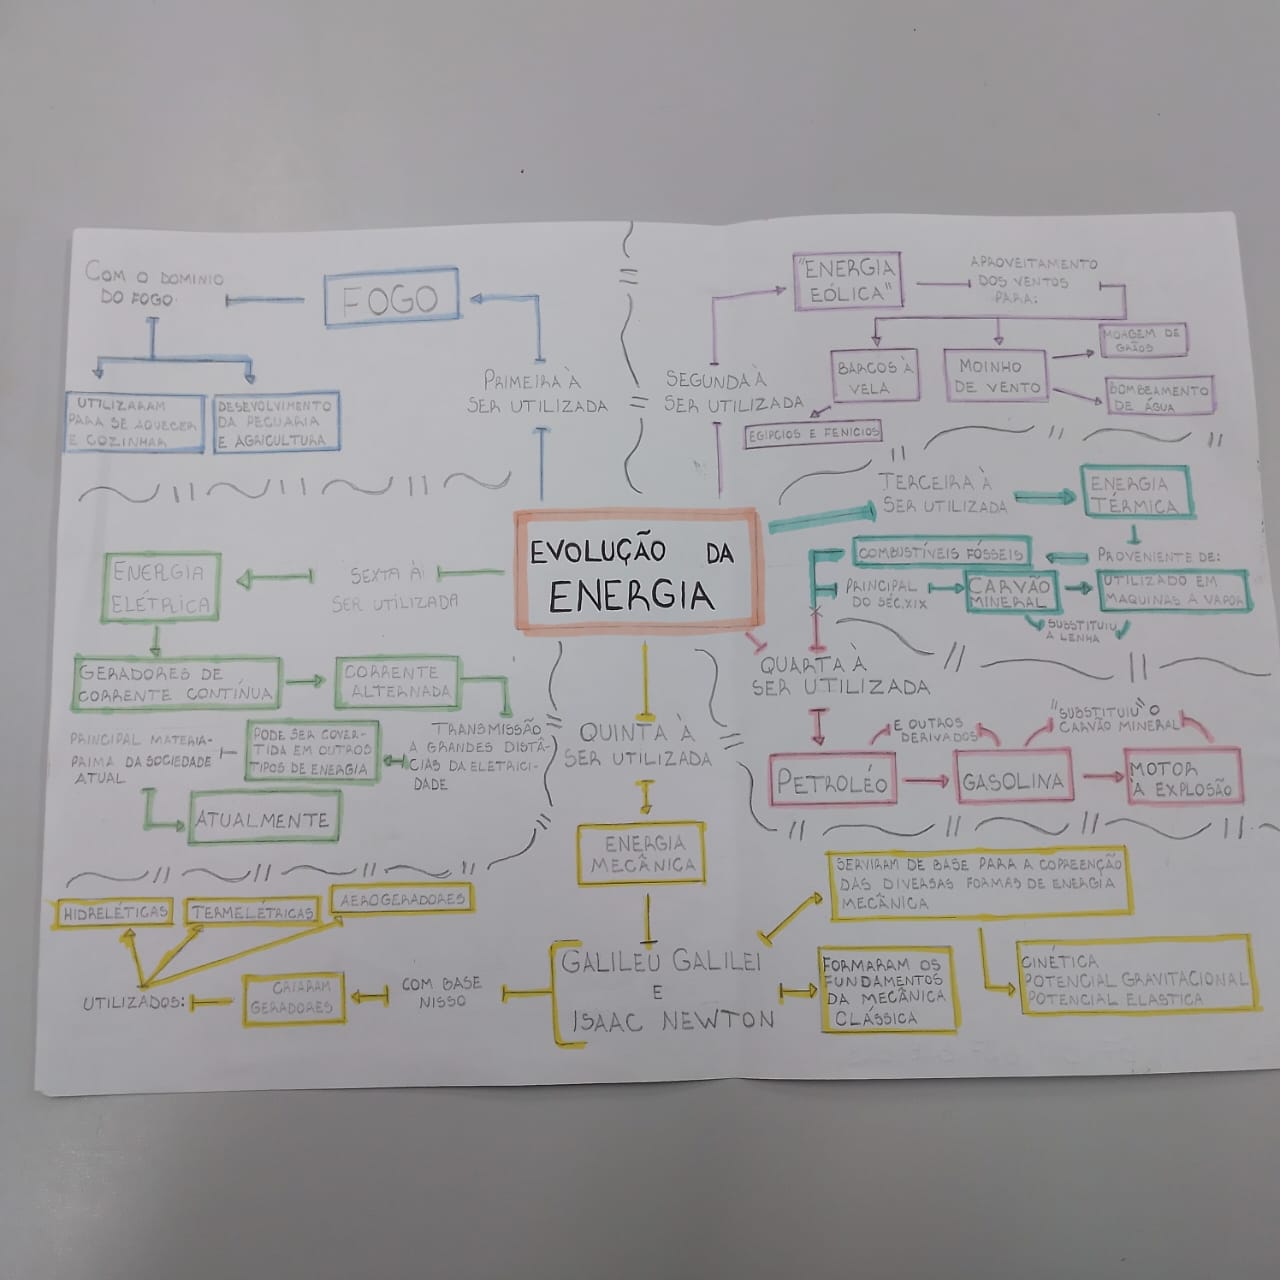 EVOLUÇÃO DA
ENERGIA
PRIMEIRA À
SER UTILIZADA
FOGO
COM O DOMINIO
DO FOGO
UTILIZARAM
PARA SE AQUECER
E COZINHAR
DESEVOLVIMENTO
DA PECUÁRIA
E AGRICULTURA
SEGUNDA À
SER UTILIZADA
"ENERGIA
EÓLICA"
APROVEITAMENTO
DOS VENTOS
PARA:
BARCOS À
VELA
EGIPCIOS E FENICIOS
MOINHO
DE VENTO
MOAGEM DE
GRÃOS
BOMBEAMENTO
DE ÁGUA
TERCEIRA À
SER UTILIZADA
ENERGIA
TÉRMICA
PROVENIENTE DE:
COMBUSTÍVEIS FÓSSEIS
PRINCIPAL
DO SÉC.XIX
CARVÃO
MINERAL
UTILIZADO EM
MAQUINAS A VAPOR
SUBSTITUIU
A LENHA
QUARTA À
SER UTILIZADA
PETROLÉO
E OUTROS
DERIVADOS
GASOLINA
"SUBSTITUIU" O
CARVÃO MINERAL
MOTOR
À EXPLOSÃO
QUINTA À
SER UTILIZADA
ENERGIA
MECÂNICA
GALILEU GALILEI
E
ISAAC NEWTON
SERVIRAM DE BASE PARA A COPREENÇÃO
DAS DIVERSAS FORMAS DE ENERGIA
MECÂNICA
CINÉTICA
POTENCIAL GRAVITACIONAL
POTENCIAL ELASTICA
FORMARAM OS
FUNDAMENTOS
DA MECÂNICA
CLÁSSICA
COM BASE
NISSO
CRIARAM
GERADORES
UTILIZADOS:
HIDRELÉTICAS
TERMELÉTRICAS
AEROGERADORES
SEXTA À
SER UTILIZADA
ENERGIA
ELÉTRICA
GERADORES DE
CORRENTE CONTÍNUA
CORRENTE
ALTERNADA
TRANSMISSÃO
A GRANDES DISTÂ-
CIAS DA ELETRICI-
DADE
PODE SER COVER-
TIDA EM OUTROS
TIPOS DE ENERGIA
PRINCIPAL MATERIA-
PRIMA DA SOCIEDADE
ATUAL
ATUALMENTE